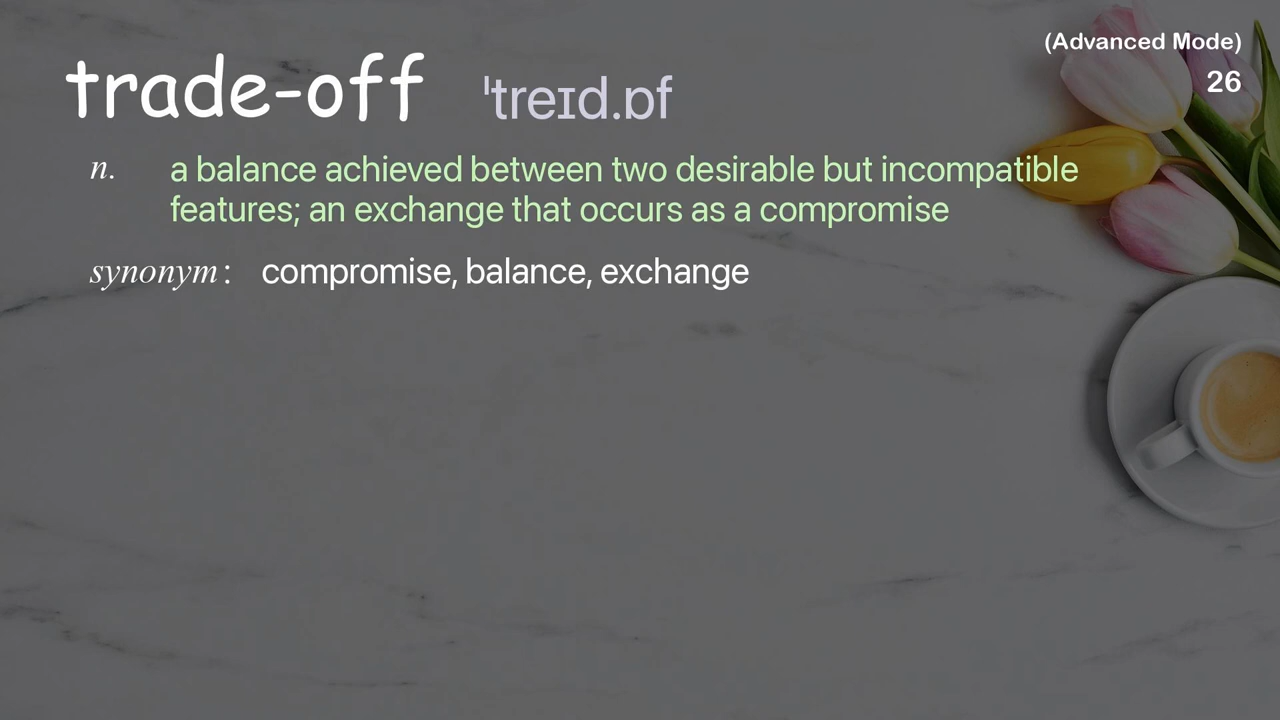 (Advanced Mode)
26
trade-off ˈtreɪd.ɒf
n. a balance achieved between two desirable but incompatible
features; an exchange that occurs as a compromise
synonym : compromise, balance, exchange